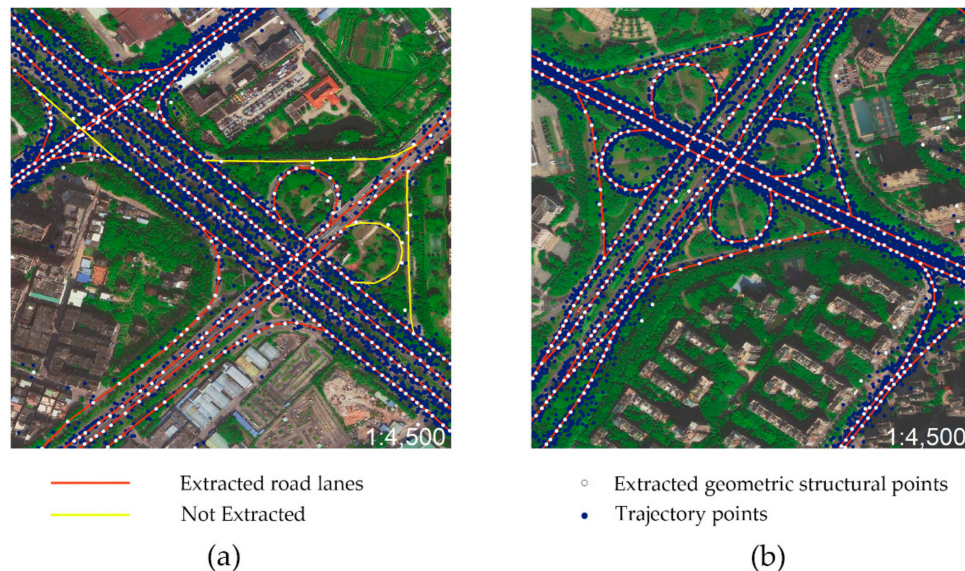 1:4,500
1:4,500
Extracted road lanes
Extracted geometric structural points
Not Extracted
Trajectory points
(a)
(b)